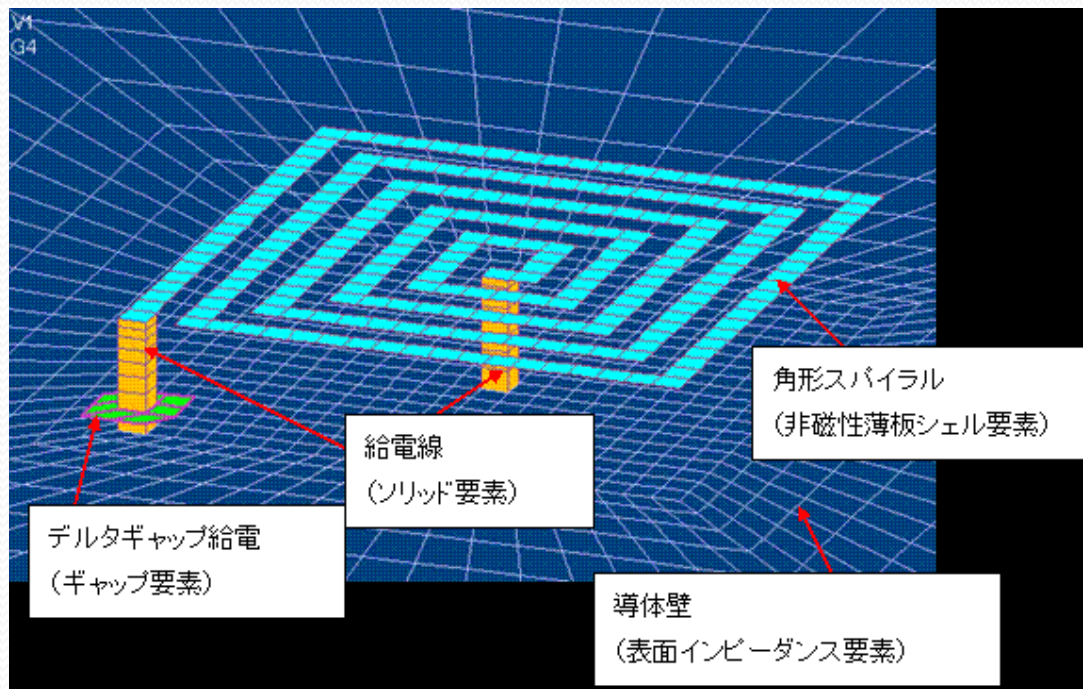 V1
G4
角形スパイラル
(非磁性薄板シェル要素)
給電線
(ソリッド要素)
デルタギャップ給電
(ギャップ要素)
導体壁
(表面インピーダンス要素)